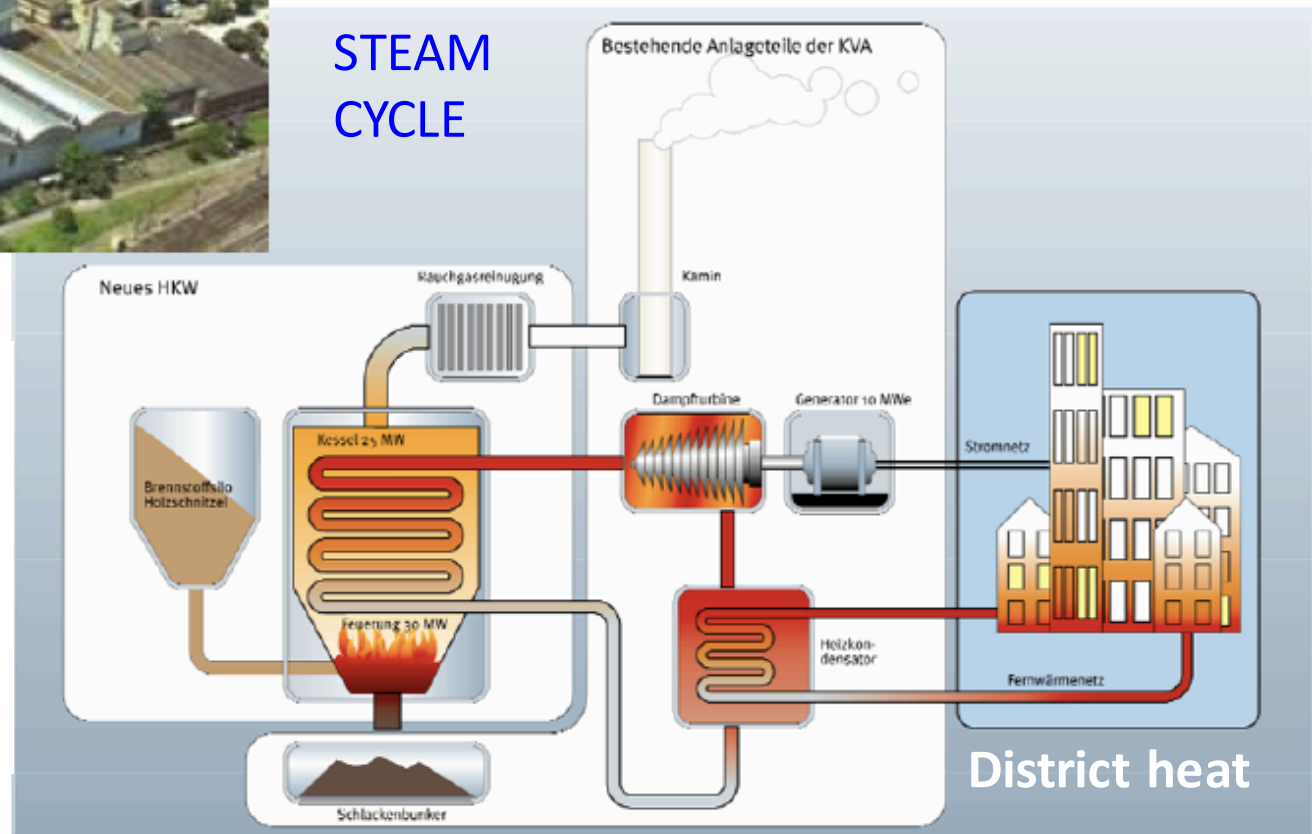 STEAM
CYCLE
Bestehende Anlageteile der KVA
Neues HKW
Rauchgasreinugung
Kamin
Dampfturbine
Generator 10 MWe
Kessel 25 MW
Stromnetz
Brennstoffsilo
Holzschnitzel
Feuerung 30 MW
Heizkon-
densator
Fernwärmenetz
District heat
Schlackenbunker